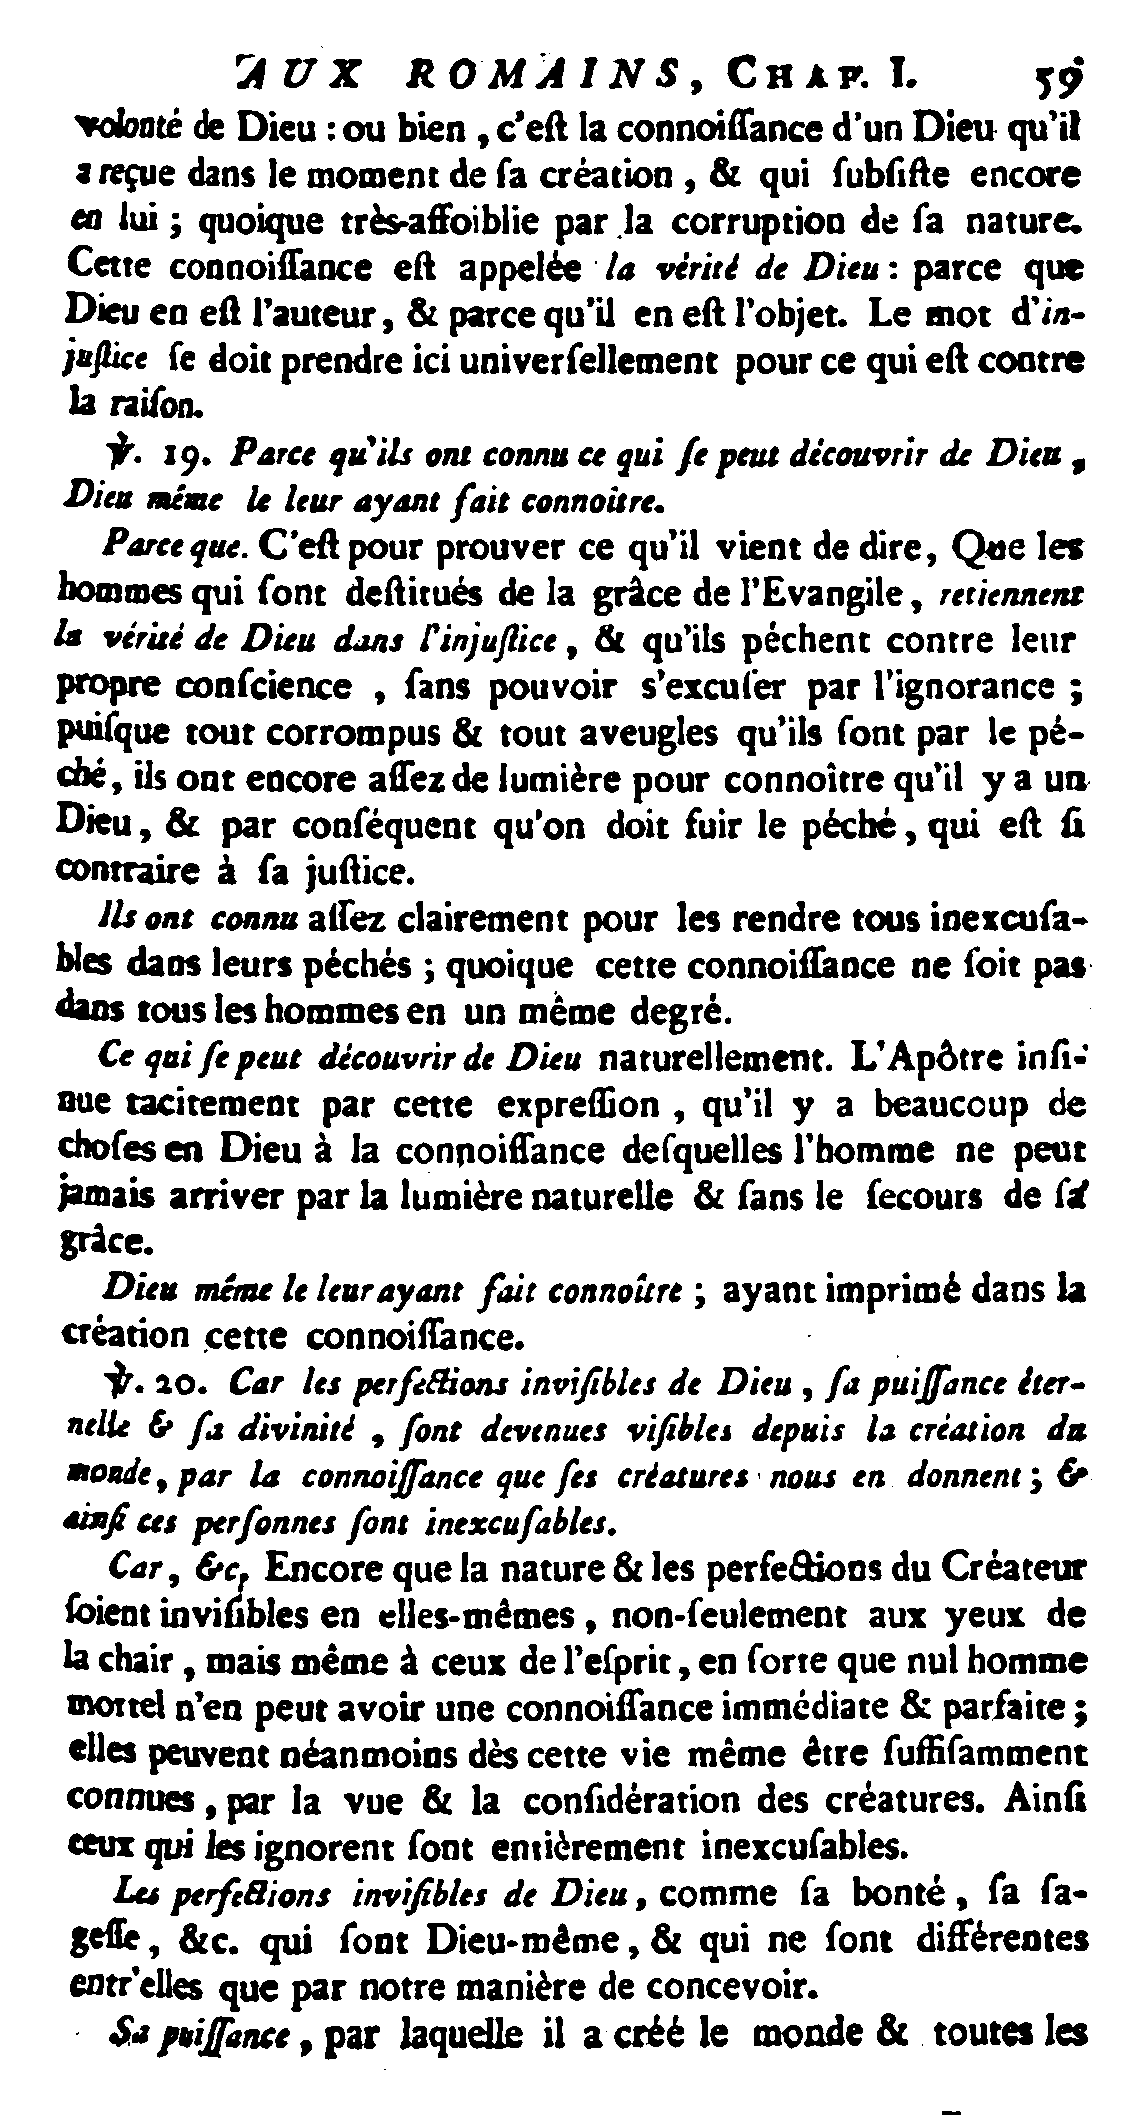 AUX ROMAINS, CHAP. I. 59
volonté de Dieu : ou bien, c'eſt la connoiſſance d'un Dieu qu'il
a reçue dans le moment de ſa création, & qui ſubſiſte encore
en lui ; quoique très-affoiblie par la corruption de ſa nature.
Cette connoiſſance eſt appelée la vérité de Dieu : parce que
Dieu en eſt l'auteur, & parce qu'il en eſt l'objet. Le mot d'in-
juſtice ſe doit prendre ici univerſellement pour ce qui eſt contre
la raiſon.
℣. 19. Parce qu'ils ont connu ce qui ſe peut découvrir de Dieu,
Dieu même le leur ayant fait connoître.
Parce que. C'eſt pour prouver ce qu'il vient de dire, Que les
hommes qui ſont deſtitués de la grâce de l'Evangile, retiennent
la vérité de Dieu dans l'injuſtice, & qu'ils péchent contre leur
propre conſcience, ſans pouvoir s'excuſer par l'ignorance ;
puiſque tout corrompus & tout aveugles qu'ils ſont par le pé-
ché, ils ont encore aſſez de lumière pour connoître qu'il y a un
Dieu, & par conſéquent qu'on doit fuir le péché, qui eſt ſi
contraire à ſa juſtice.
Ils ont connu aſſez clairement pour les rendre tous inexcuſa-
bles dans leurs péchés ; quoique cette connoiſſance ne ſoit pas
dans tous les hommes en un même degré.
Ce qui ſe peut découvrir de Dieu naturellement. L'Apôtre inſi-
nue tacitement par cette expreſſion, qu'il y a beaucoup de
choſes en Dieu à la connoiſſance deſquelles l'homme ne peut
jamais arriver par la lumière naturelle & ſans le ſecours de ſa
grâce.
Dieu même le leur ayant fait connoître ; ayant imprimé dans la
création cette connoiſſance.
℣. 20. Car les perfections inviſibles de Dieu, ſa puiſſance éter-
nelle & ſa divinité, ſont devenues viſibles depuis la création du
monde, par la connoiſſance que ſes créatures nous en donnent ; &
ainſi ces perſonnes ſont inexcuſables.
Car, &c, Encore que la nature & les perfections du Créateur
ſoient inviſibles en elles-mêmes, non-ſeulement aux yeux de
la chair, mais même à ceux de l'eſprit, en ſorte que nul homme
mortel n'en peut avoir une connoiſſance immédiate & parfaite ;
elles peuvent néanmoins dès cette vie même être ſuffiſamment
connues, par la vue & la conſidération des créatures. Ainſi
ceux qui les ignorent ſont entièrement inexcuſables.
Les perfections inviſibles de Dieu, comme ſa bonté, ſa ſa-
geſſe, &c. qui ſont Dieu-même, & qui ne ſont différentes
entr'elles que par notre manière de concevoir.
Sa puiſſance, par laquelle il a créé le monde & toutes les